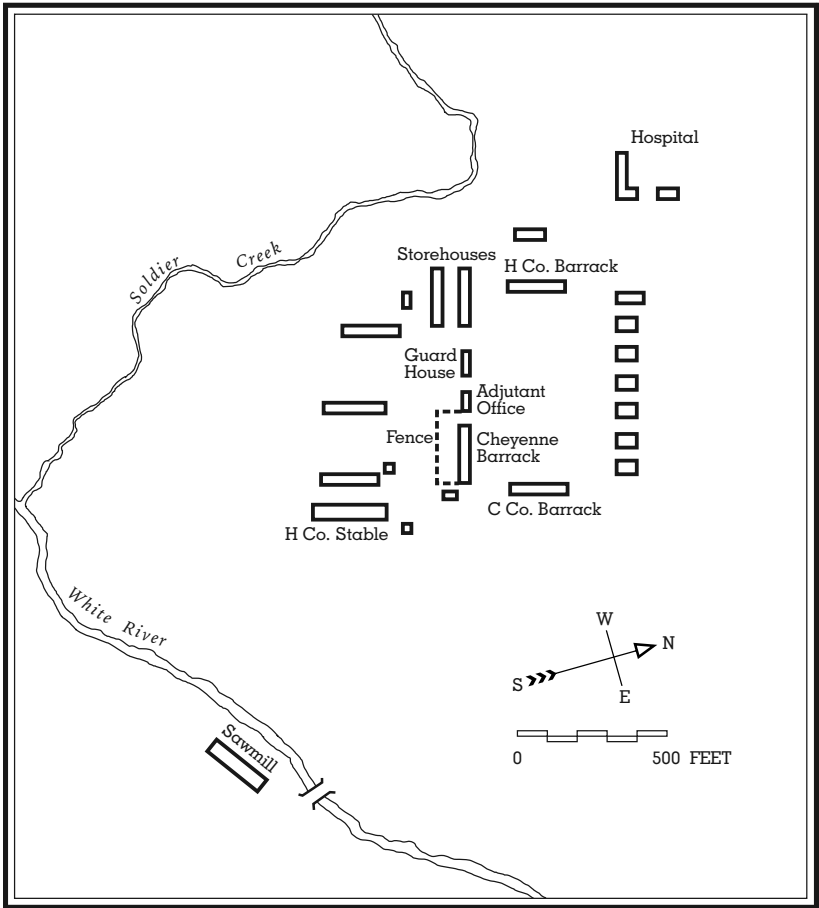 Hospital
Soldier Creek
Storehouses
H Co. Barrack
Guard
House
Adjutant
Office
Fence
Cheyenne
Barrack
C Co. Barrack
H Co. Stable
White River
W
N
S
E
Sawmill
0 500 FEET